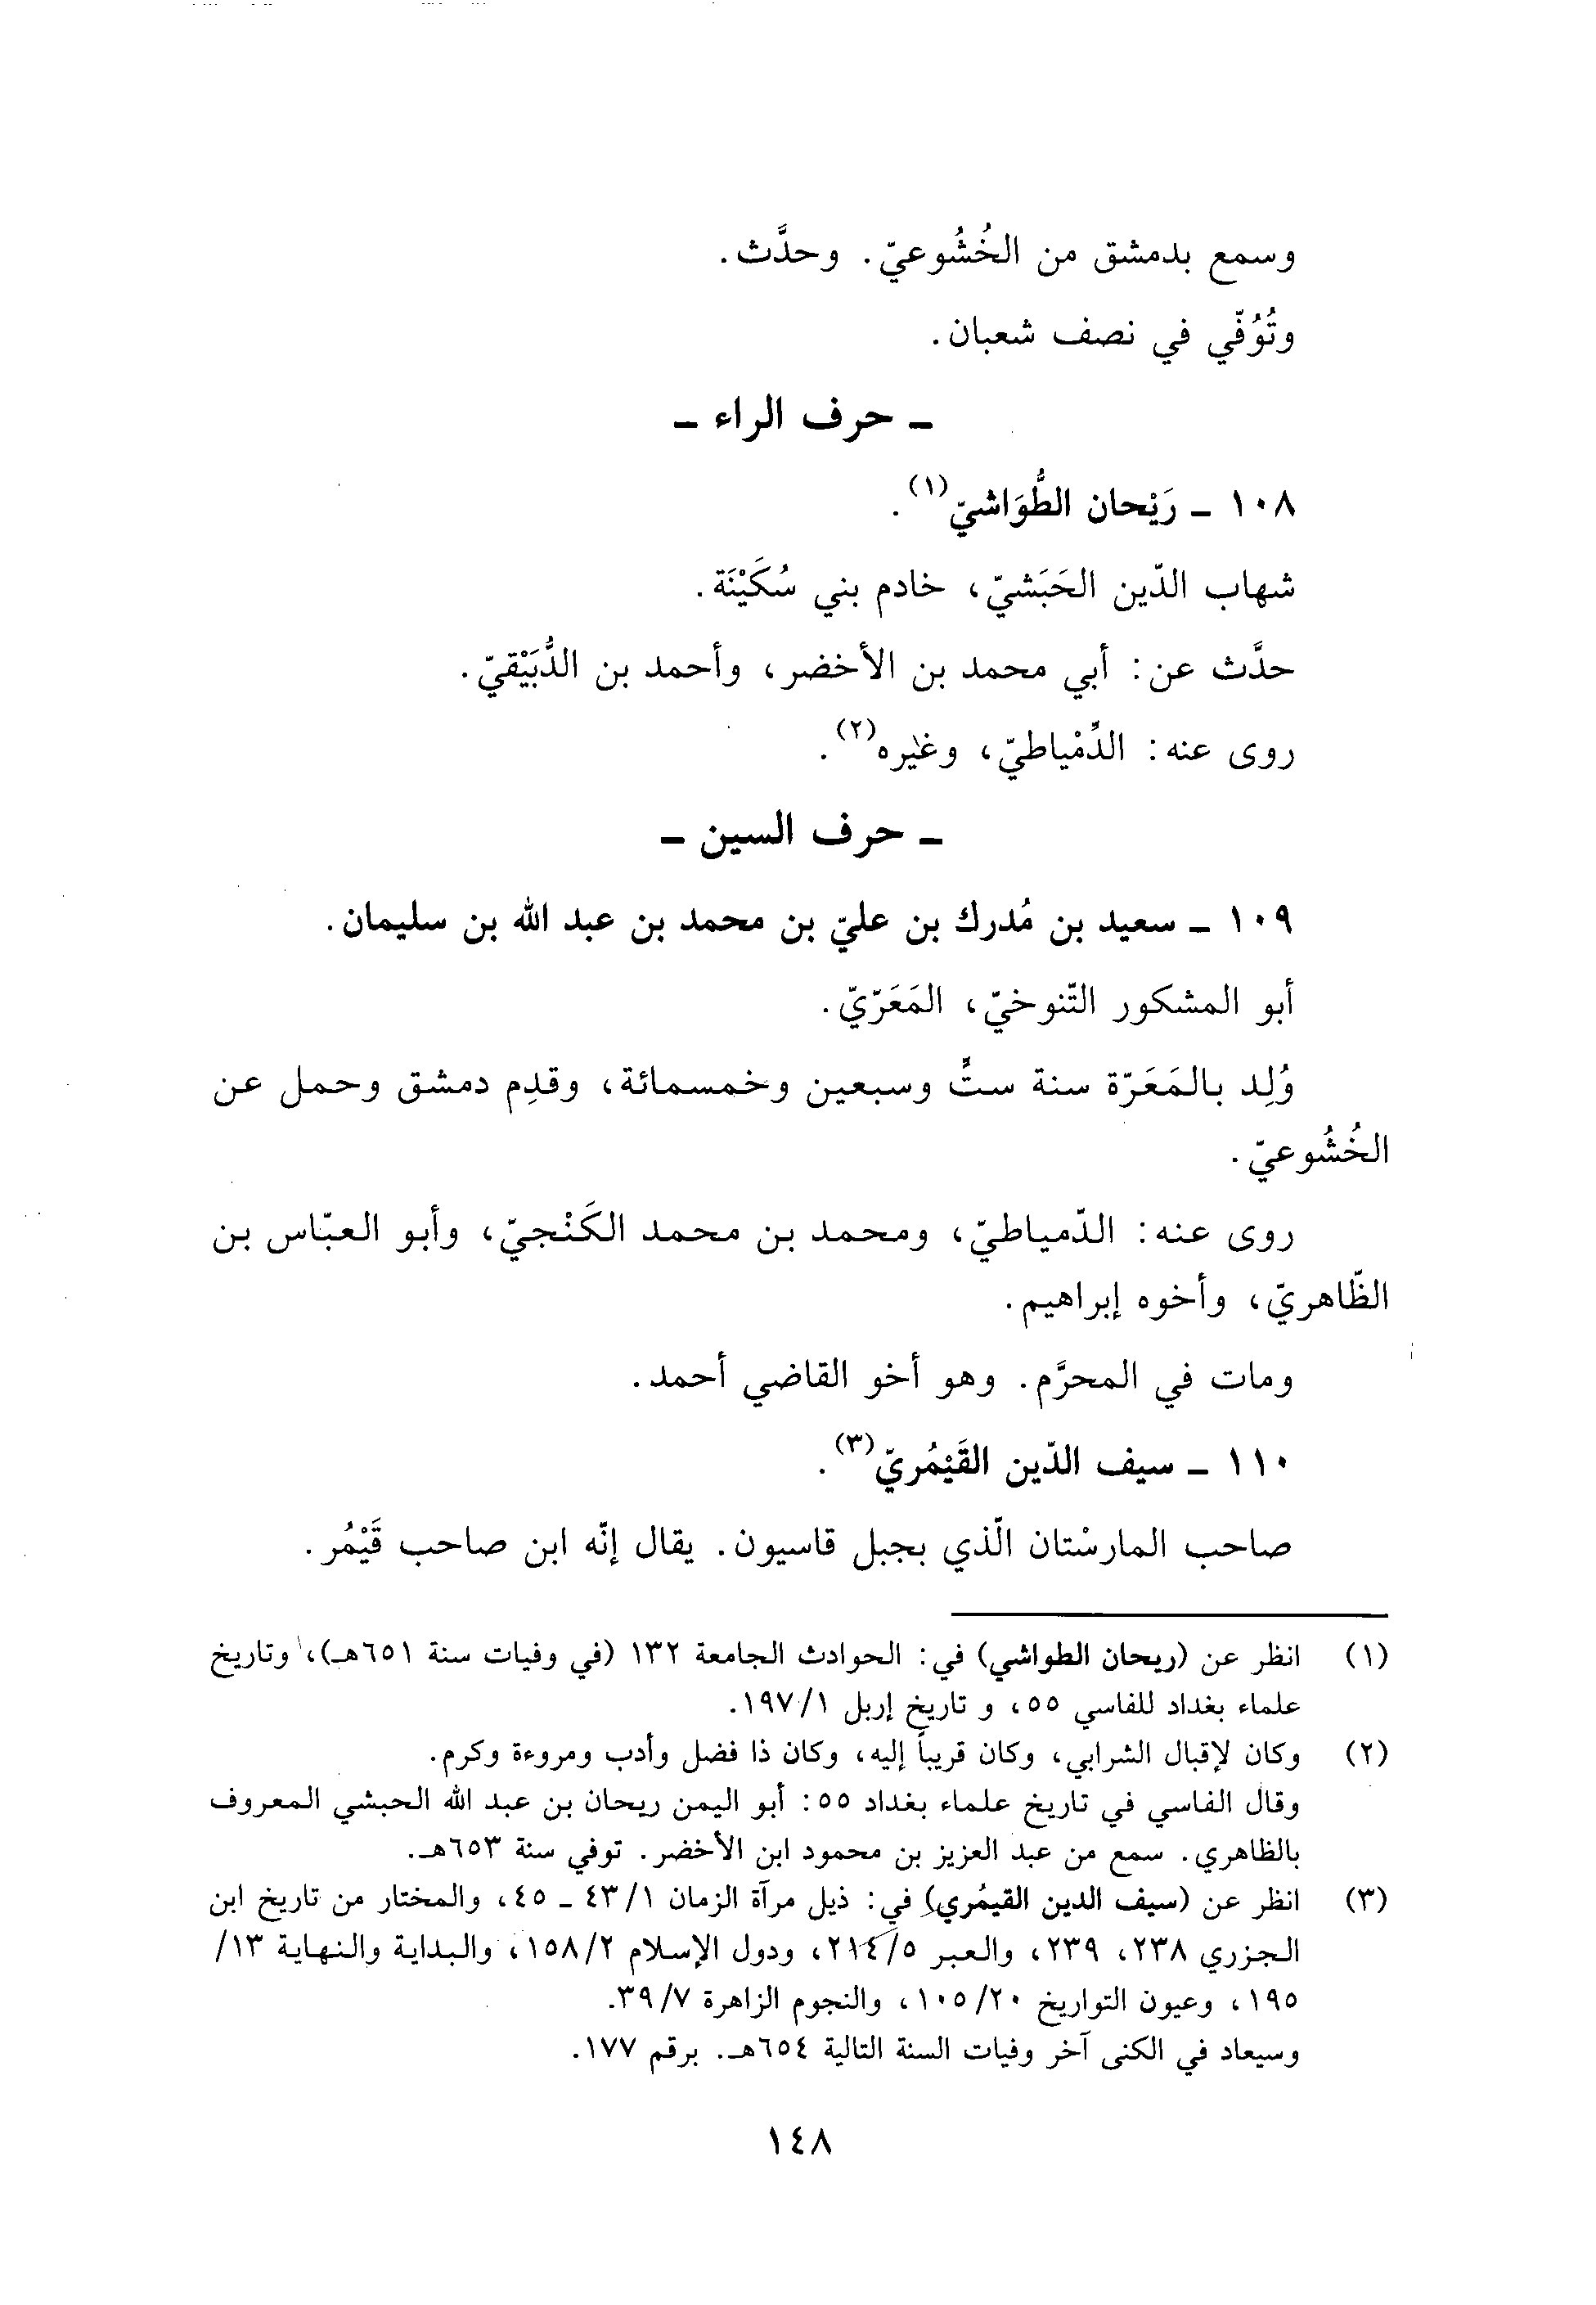 وسمع بدمشق من الخُشُوعيّ. وحدَّث.
وتُوُفّي في نصف شعبان.
ـ حرف الراء ـ
١٠٨ ـ رَيْحان الطُّوَاشيّ(١).
شهاب الدّين الحَبَشيّ، خادم بني سُكَيْنَة.
حدَّث عن: أبي محمد بن الأخضر، وأحمد بن الدُّبَيْقيّ.
روى عنه: الدِّمْياطيّ، وغيره(٢).
ـ حرف السين ـ
١٠٩ ـ سعيد بن مُدرك بن عليّ بن محمد بن عبد الله بن سليمان.
أبو المشكور التّنوخيّ، المَعَرّيّ.
وُلِد بالمَعَرّة سنة ستٍّ وسبعين وخمسمائة، وقدِم دمشق وحمل عن
الخُشُوعيّ.
روى عنه: الدّمياطيّ، ومحمد بن محمد الكَنْجيّ، وأبو العبّاس بن
الظّاهريّ، وأخوه إبراهيم.
ومات في المحرَّم. وهو أخو القاضي أحمد.
١١٠ ـ سيف الدّين القَيْمُريّ(٣).
صاحب المارسْتان الّذي بجبل قاسيون. يقال إنّه ابن صاحب قَيْمُر.
(١) انظر عن (ريحان الطواشي) في: الحوادث الجامعة ١٣٢ (في وفيات سنة ٦٥١هـ)، وتاريخ
علماء بغداد للفاسي ٥٥، و تاريخ إربل ١/١٩٧.
(٢) وكان لإقبال الشرابي، وكان قريباً إليه، وكان ذا فضل وأدب ومروءة وكرم.
وقال الفاسي في تاريخ علماء بغداد ٥٥: أبو اليمن ريحان بن عبد الله الحبشي المعروف
بالظاهري. سمع من عبد العزيز بن محمود ابن الأخضر. توفي سنة ٦٥٣هـ.
(٣) انظر عن (سيف الدين القيمُري) في: ذيل مرآة الزمان ١/٤٣ ـ ٤٥، والمختار من تاريخ ابن
الجزري ٢٣٨، ٢٣٩، والعبر ٥/٢١٤، ودول الإسلام ٢/١٥٨، والبداية والنهاية ١٣/
١٩٥، وعيون التواريخ ٢٠/١٠٥، والنجوم الزاهرة ٧/٣٩.
وسيعاد في الكنى آخر وفيات السنة التالية ٦٥٤هـ. برقم ١٧٧.
١٤٨